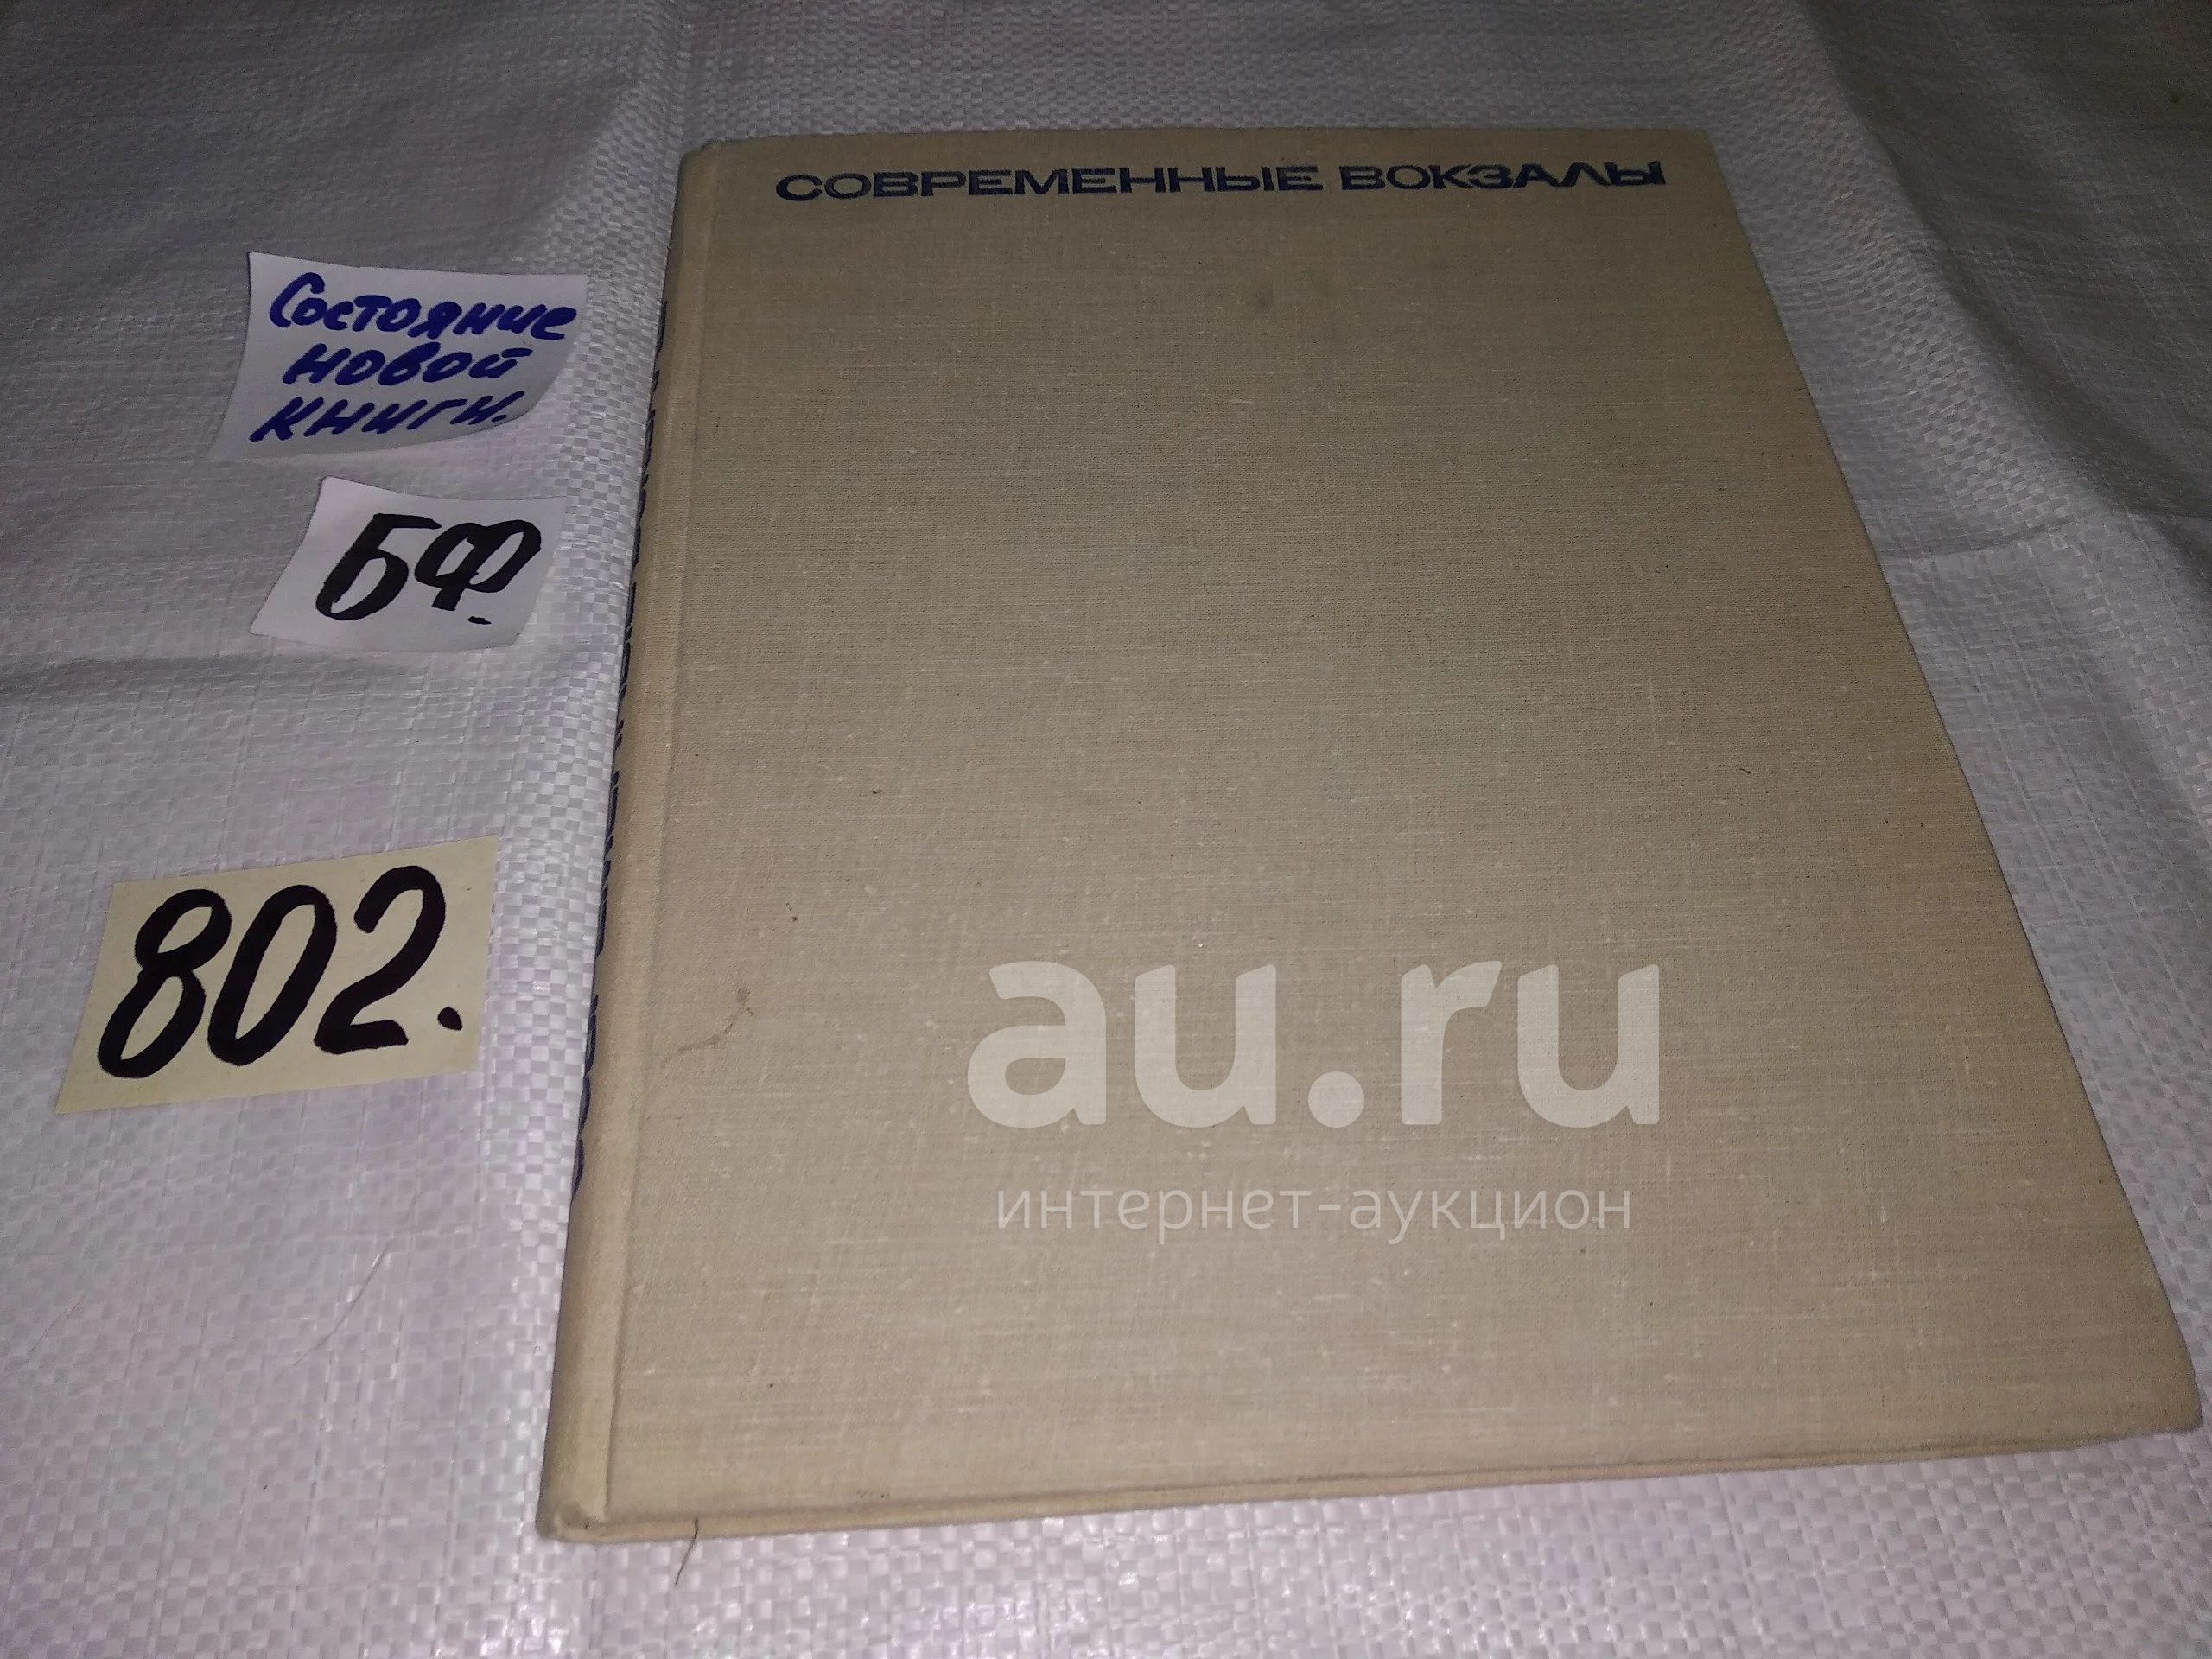 СОВРЕМЕННЫЕ ВОКЗАЛЫ
Состояние
новой
книги.
БФ.
802.
au.ru
интернет-аукцион